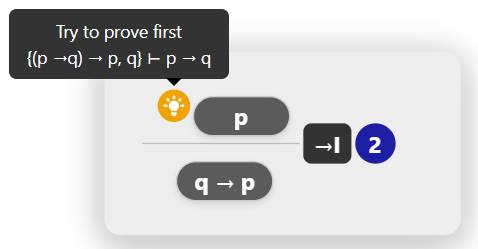 Try to prove first
{(p →q) → p, q} ⊢ p → q
p
→I 2
q → p